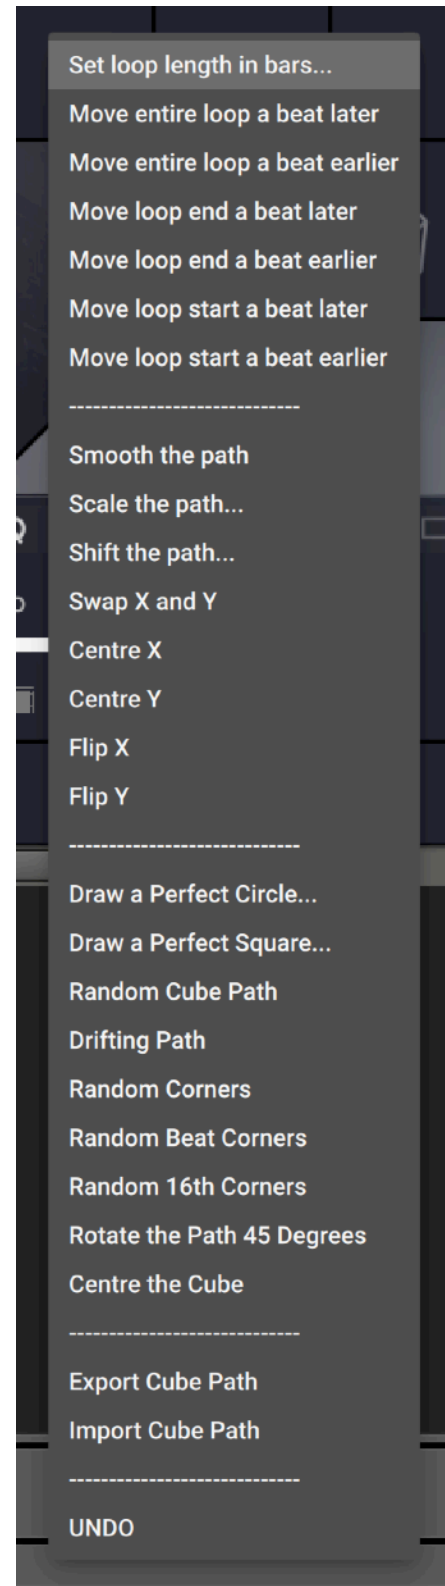 Set loop length in bars...
Move entire loop a beat later
Move entire loop a beat earlier
Move loop end a beat later
Move loop end a beat earlier
Move loop start a beat later
Move loop start a beat earlier
-----------------------------
Smooth the path
Scale the path...
Shift the path...
Swap X and Y
Centre X
Centre Y
Flip X
Flip Y
-----------------------------
Draw a Perfect Circle...
Draw a Perfect Square...
Random Cube Path
Drifting Path
Random Corners
Random Beat Corners
Random 16th Corners
Rotate the Path 45 Degrees
Centre the Cube
-----------------------------
Export Cube Path
Import Cube Path
-----------------------------
UNDO